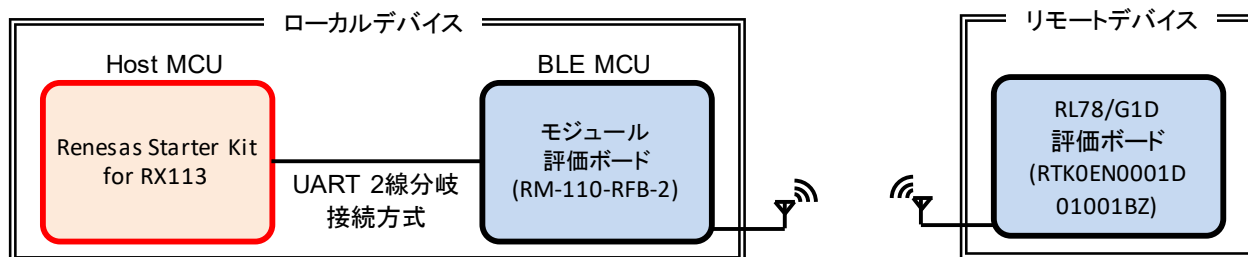 ローカルデバイス
Host MCU
Renesas Starter Kit
for RX113
UART 2線分岐
接続方式
BLE MCU
モジュール
評価ボード
(RM-110-RFB-2)
リモートデバイス
RL78/G1D
評価ボード
(RTK0EN0001D
01001BZ)